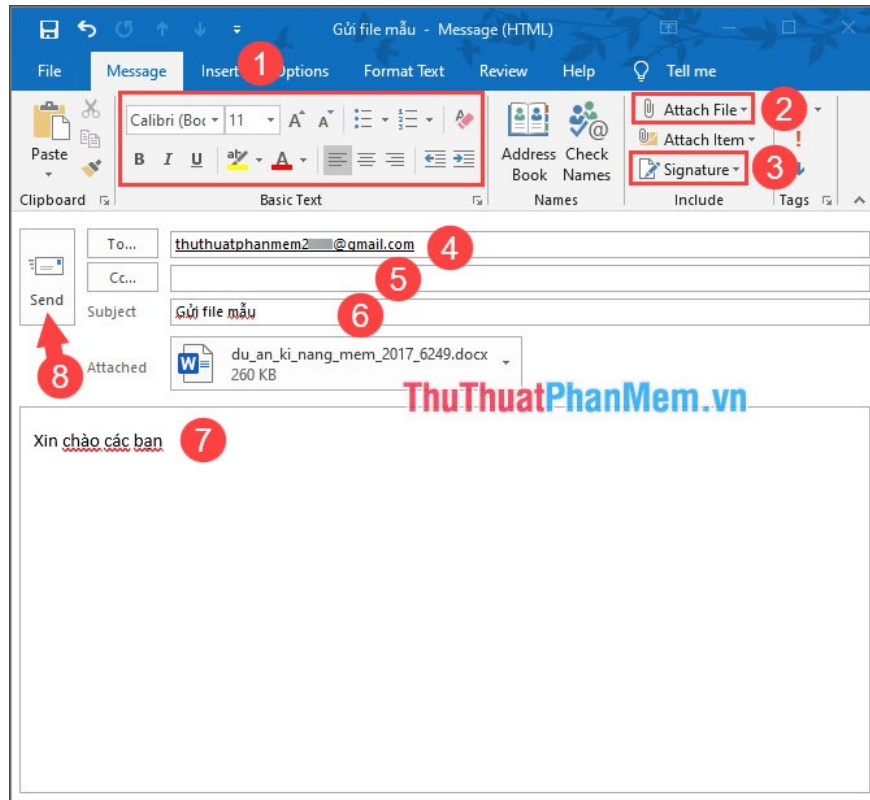 Gửi file mẫu - Message (HTML)
File Message Insert Options Format Text Review Help Tell me
1
Calibri (Boc 11 A A
Attach File 2
Attach Item !
Paste B I U aby A Address Check Signature 3
Book Names
Clipboard Basic Text Names Include Tags
To... thuthuatphanmem2 @gmail.com 4
Cc... 5
Send Subject Gửi file mẫu 6
8 Attached W du_an_ki_nang_mem_2017_6249.docx
260 KB
ThuThuatPhanMem.vn
Xin chào các bạn 7